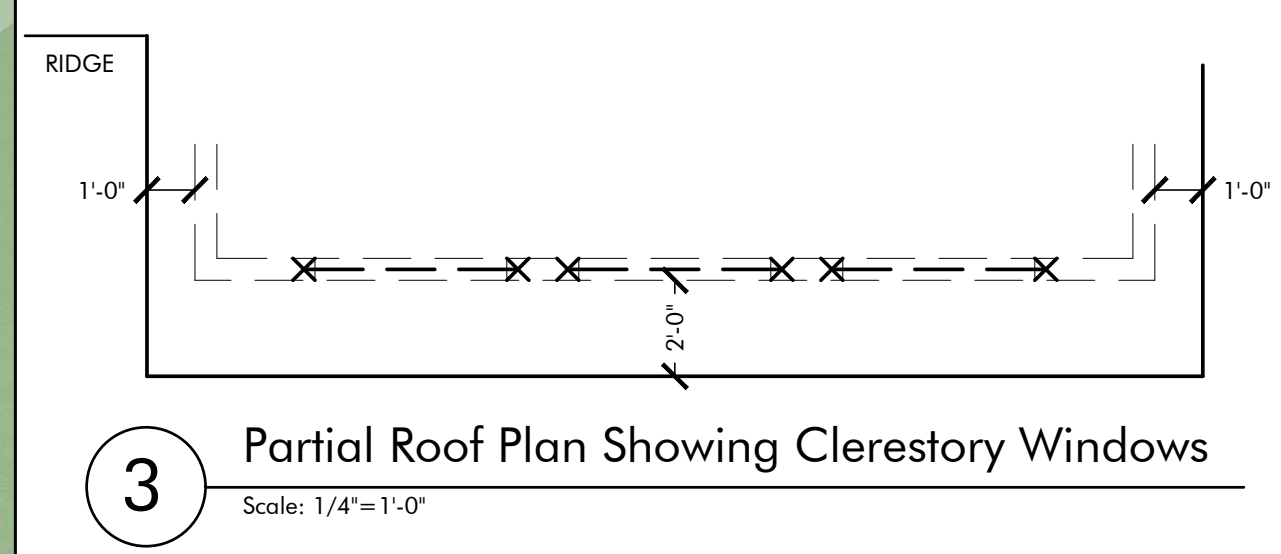 RIDGE
1'-0"
1'-0"
2'-0"
3
Partial Roof Plan Showing Clerestory Windows
Scale: 1/4"=1'-0"